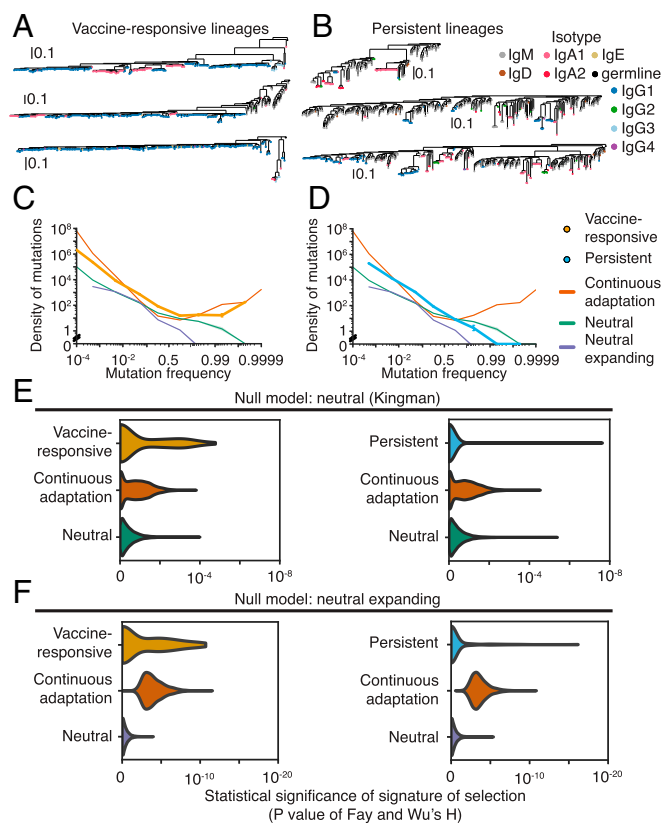 A Vaccine-responsive lineages
B Persistent lineages
Isotype
IgM IgA1 IgE
IgD IgA2 germline
IgG1
IgG2
IgG3
IgG4
|0.1
|0.1
|0.1
|0.1
|0.1
|0.1
C
Density of mutations
10^8
10^6
10^4
10^2
1
0
10^-4 10^-2 0.5 0.99 0.9999
Mutation frequency
D
Density of mutations
10^8
10^6
10^4
10^2
1
0
10^-4 10^-2 0.5 0.99 0.9999
Mutation frequency
Vaccine-
responsive
Persistent
Continuous
adaptation
Neutral
Neutral
expanding
E
Null model: neutral (Kingman)
Vaccine-
responsive
Continuous
adaptation
Neutral
0 10^-4 10^-8
Persistent
Continuous
adaptation
Neutral
0 10^-4 10^-8
F
Null model: neutral expanding
Vaccine-
responsive
Continuous
adaptation
Neutral
0 10^-10 10^-20
Persistent
Continuous
adaptation
Neutral
0 10^-10 10^-20
Statistical significance of signature of selection
(P value of Fay and Wu's H)